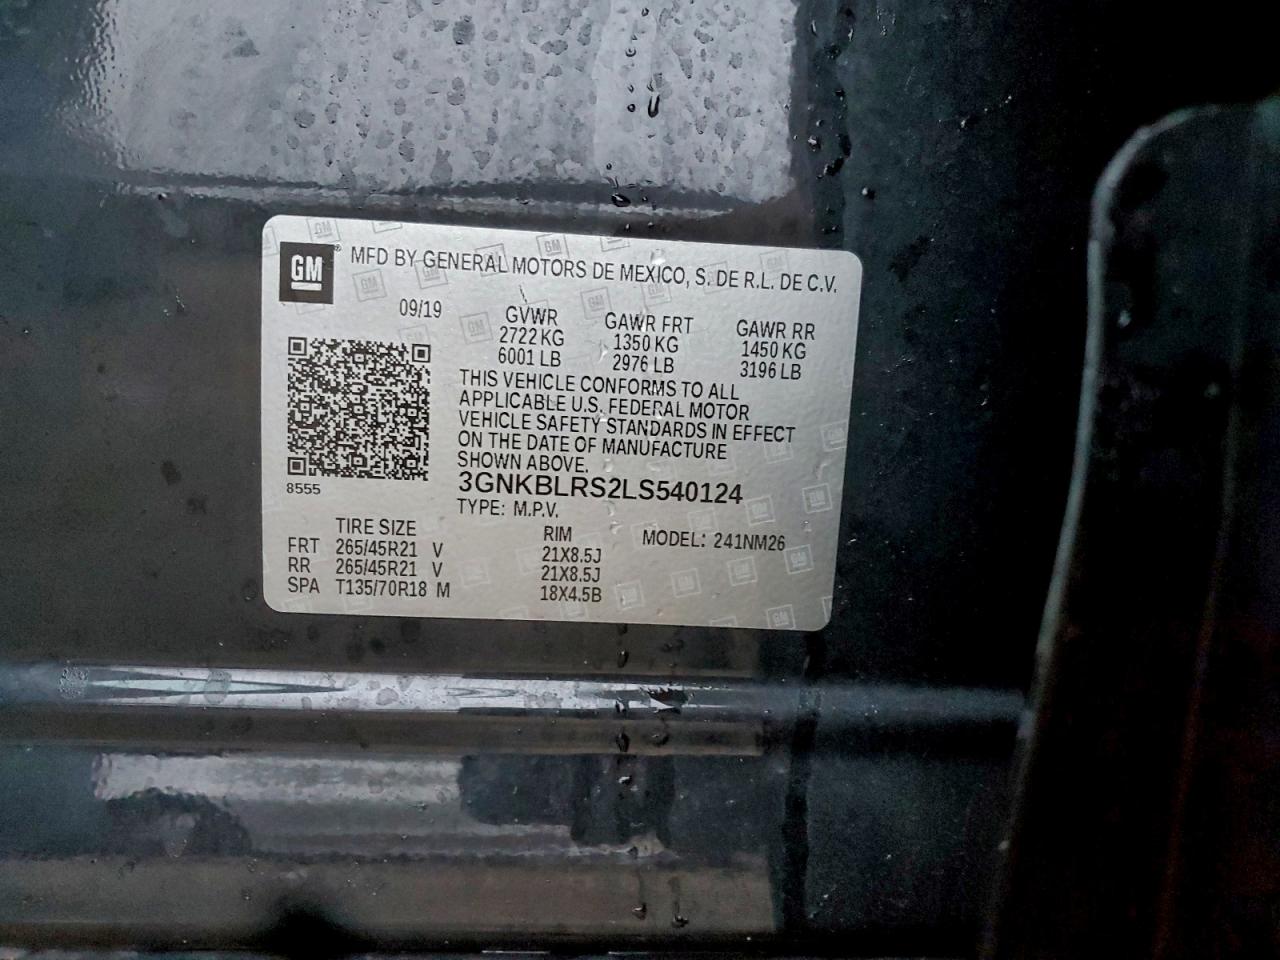 GM ® MFD BY GENERAL MOTORS DE MEXICO, S. DE R.L. DE C.V.
09/19 GVWR GAWR FRT GAWR RR
2722 KG 1350 KG 1450 KG
6001 LB 2976 LB 3196 LB
THIS VEHICLE CONFORMS TO ALL
APPLICABLE U.S. FEDERAL MOTOR
VEHICLE SAFETY STANDARDS IN EFFECT
ON THE DATE OF MANUFACTURE
SHOWN ABOVE.
8555
3GNKBLRS2LS540124
TYPE: M.P.V.
TIRE SIZE RIM MODEL: 241NM26
FRT 265/45R21 V 21X8.5J
RR 265/45R21 V 21X8.5J
SPA T135/70R18 M 18X4.5B